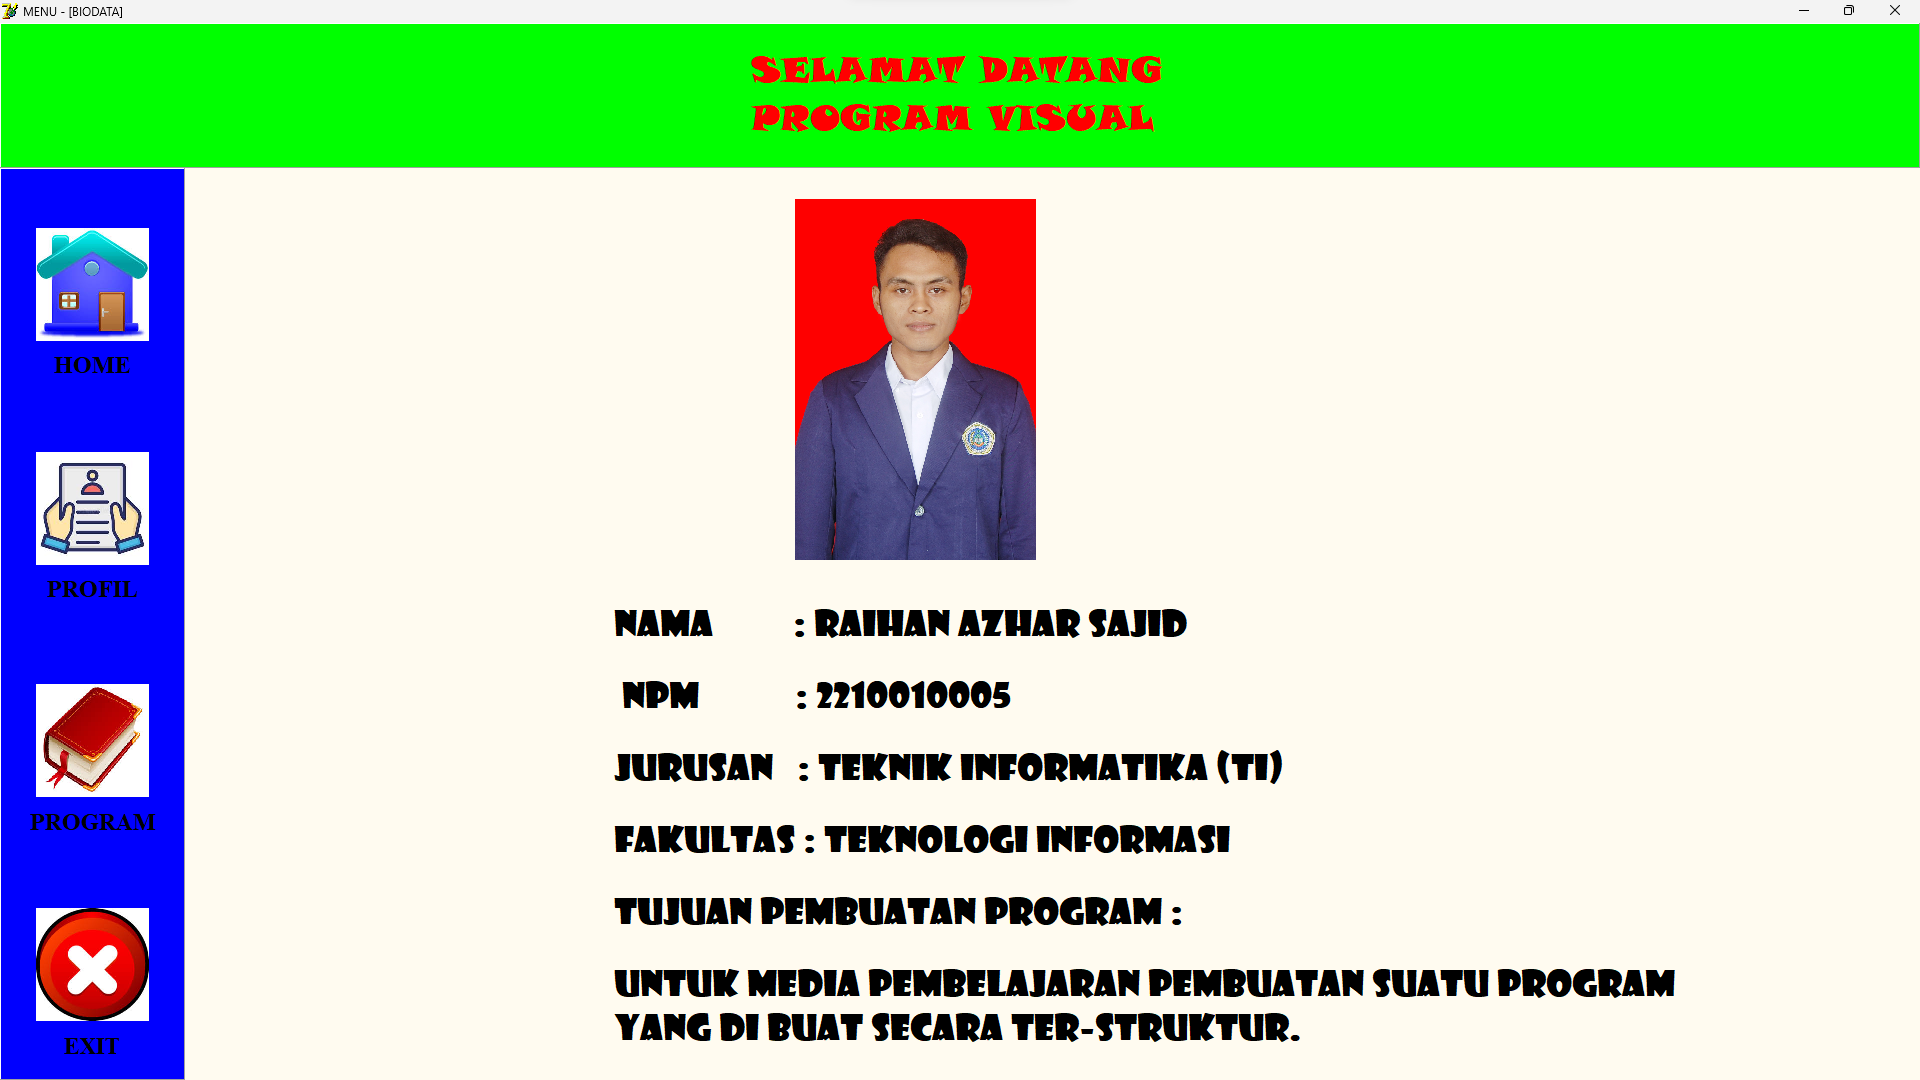 MENU - [BIODATA]
SELAMAT DATANG
PROGRAM VISUAL
HOME
PROFIL
PROGRAM
EXIT
NAMA : RAIHAN AZHAR SAJID
NPM : 2210010005
JURUSAN : TEKNIK INFORMATIKA (TI)
FAKULTAS : TEKNOLOGI INFORMASI
TUJUAN PEMBUATAN PROGRAM :
UNTUK MEDIA PEMBELAJARAN PEMBUATAN SUATU PROGRAM
YANG DI BUAT SECARA TER-STRUKTUR.